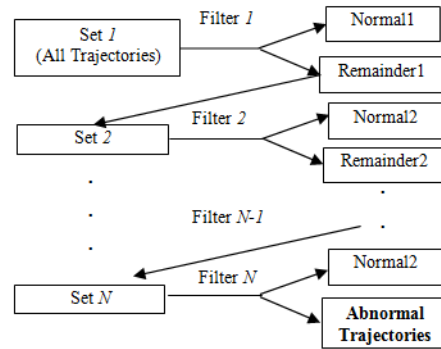 Filter 1
Normal1
Set 1
(All Trajectories)
Remainder1
Filter 2
Normal2
Set 2
Remainder2
Filter N-1
Filter N
Normal2
Set N
Abnormal
Trajectories